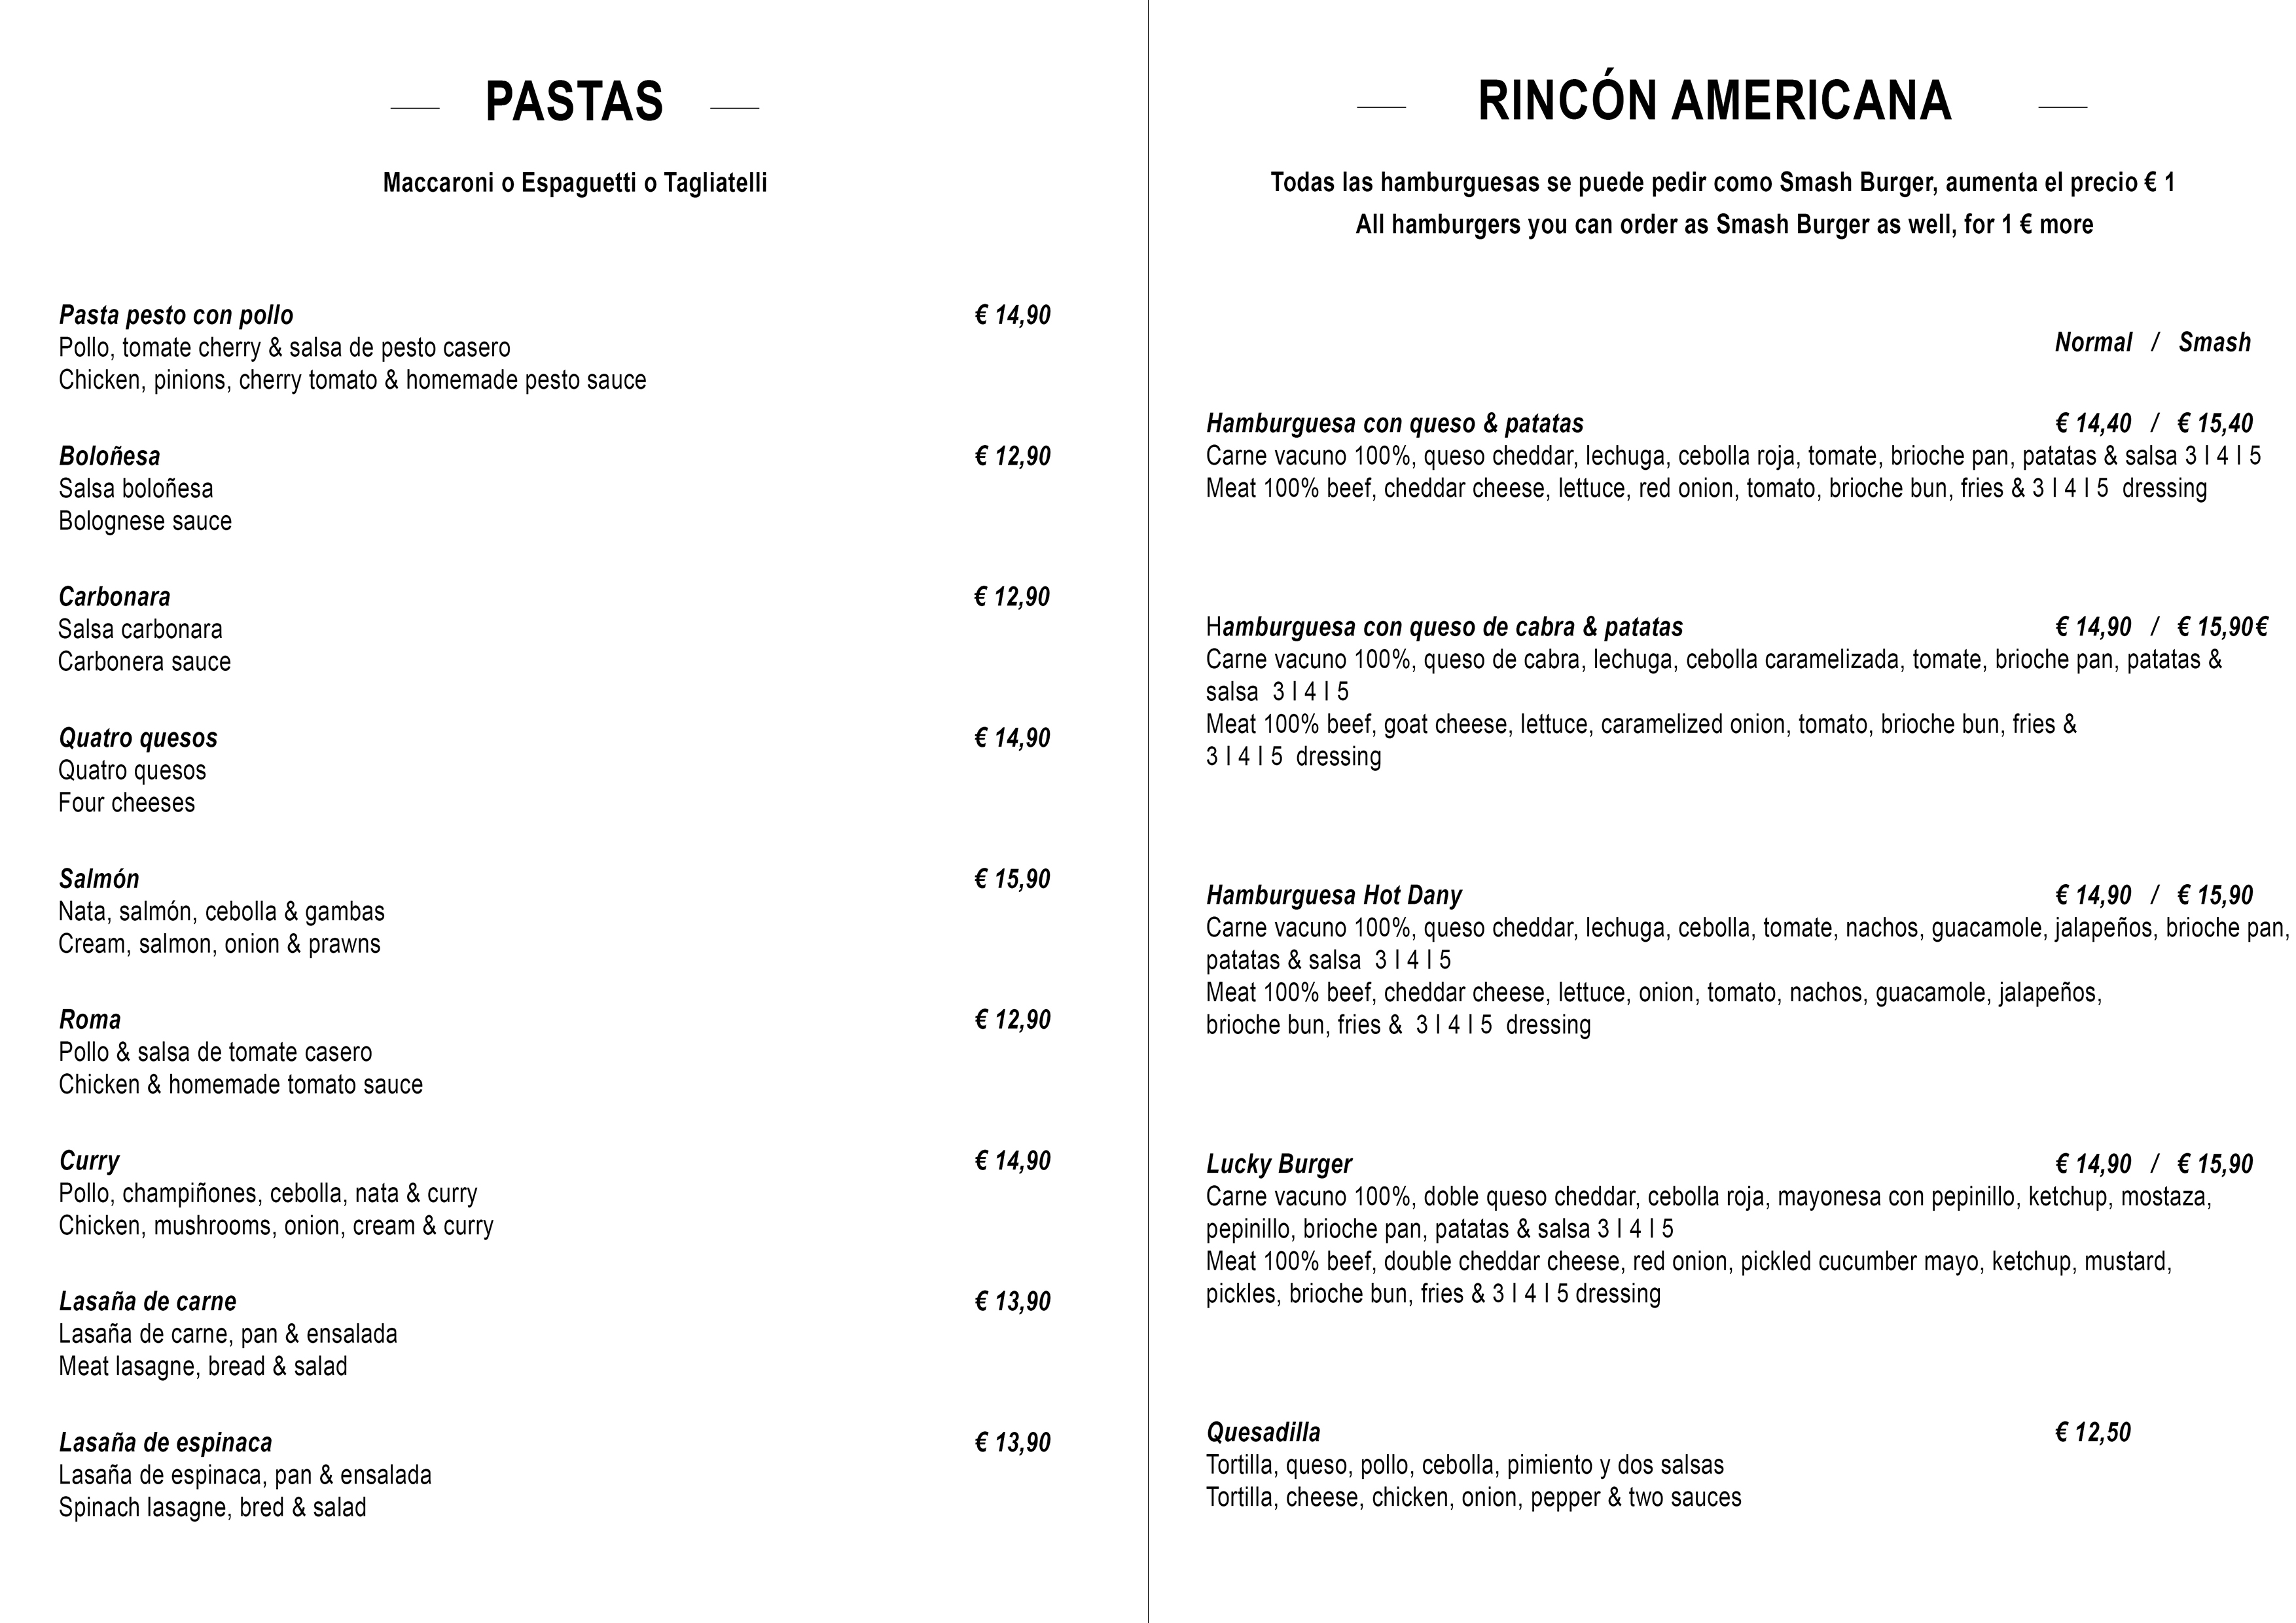 PASTAS
Maccaroni o Espaguetti o Tagliatelli
Pasta pesto con pollo € 14,90
Pollo, tomate cherry & salsa de pesto casero
Chicken, pinions, cherry tomato & homemade pesto sauce
Boloñesa € 12,90
Salsa boloñesa
Bolognese sauce
Carbonara € 12,90
Salsa carbonara
Carbonera sauce
Quatro quesos € 14,90
Quatro quesos
Four cheeses
Salmón € 15,90
Nata, salmón, cebolla & gambas
Cream, salmon, onion & prawns
Roma € 12,90
Pollo & salsa de tomate casero
Chicken & homemade tomato sauce
Curry € 14,90
Pollo, champiñones, cebolla, nata & curry
Chicken, mushrooms, onion, cream & curry
Lasaña de carne € 13,90
Lasaña de carne, pan & ensalada
Meat lasagne, bread & salad
Lasaña de espinaca € 13,90
Lasaña de espinaca, pan & ensalada
Spinach lasagne, bred & salad
RINCÓN AMERICANA
Todas las hamburguesas se puede pedir como Smash Burger, aumenta el precio € 1
All hamburgers you can order as Smash Burger as well, for 1 € more
Normal / Smash
Hamburguesa con queso & patatas € 14,40 / € 15,40
Carne vacuno 100%, queso cheddar, lechuga, cebolla roja, tomate, brioche pan, patatas & salsa 3 I 4 I 5
Meat 100% beef, cheddar cheese, lettuce, red onion, tomato, brioche bun, fries & 3 I 4 I 5 dressing
Hamburguesa con queso de cabra & patatas € 14,90 / € 15,90€
Carne vacuno 100%, queso de cabra, lechuga, cebolla caramelizada, tomate, brioche pan, patatas &
salsa 3 I 4 I 5
Meat 100% beef, goat cheese, lettuce, caramelized onion, tomato, brioche bun, fries &
3 I 4 I 5 dressing
Hamburguesa Hot Dany € 14,90 / € 15,90
Carne vacuno 100%, queso cheddar, lechuga, cebolla, tomate, nachos, guacamole, jalapeños, brioche pan,
patatas & salsa 3 I 4 I 5
Meat 100% beef, cheddar cheese, lettuce, onion, tomato, nachos, guacamole, jalapeños,
brioche bun, fries & 3 I 4 I 5 dressing
Lucky Burger € 14,90 / € 15,90
Carne vacuno 100%, doble queso cheddar, cebolla roja, mayonesa con pepinillo, ketchup, mostaza,
pepinillo, brioche pan, patatas & salsa 3 I 4 I 5
Meat 100% beef, double cheddar cheese, red onion, pickled cucumber mayo, ketchup, mustard,
pickles, brioche bun, fries & 3 I 4 I 5 dressing
Quesadilla € 12,50
Tortilla, queso, pollo, cebolla, pimiento y dos salsas
Tortilla, cheese, chicken, onion, pepper & two sauces